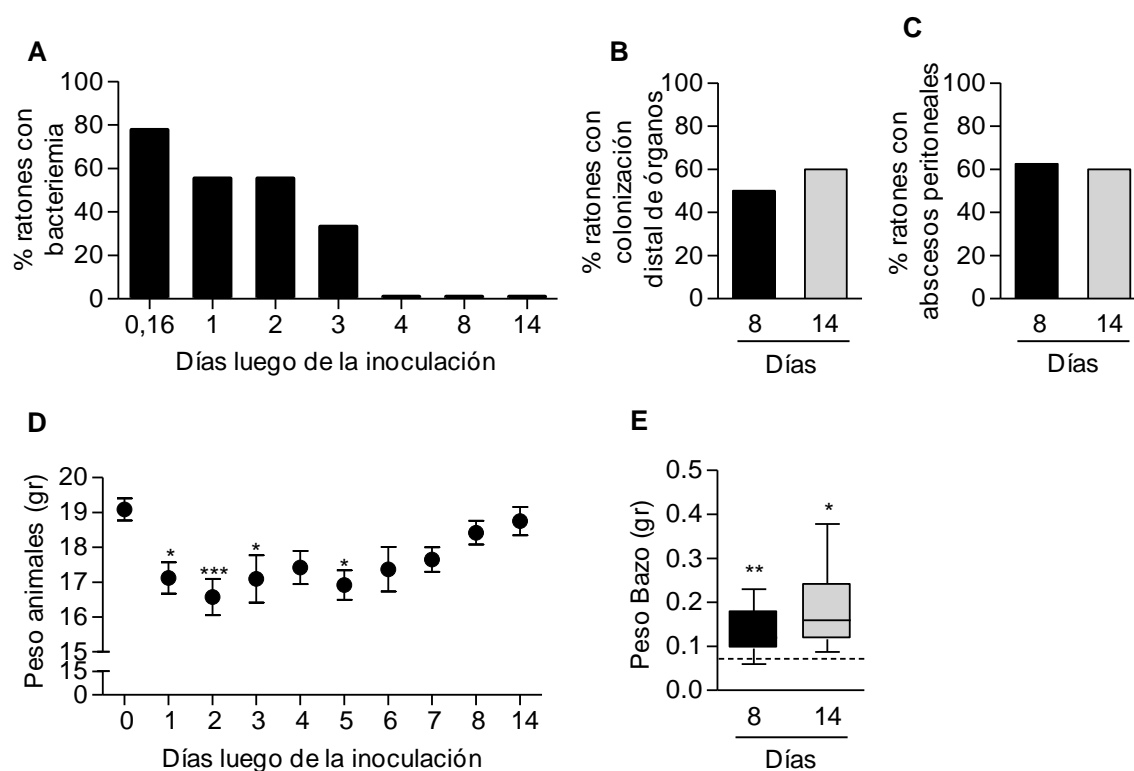 A
% ratones con
bacteriemia
100
80
60
40
20
0
0,16 1 2 3 4 8 14
Días luego de la inoculación
B
% ratones con
colonización
distal de órganos
100
80
60
40
20
0
8 14
Días
C
% ratones con
abscesos peritoneales
100
80
60
40
20
0
8 14
Días
D
Peso animales (gr)
20
19
18
17
16
15
15
0
* *** * *
0 1 2 3 4 5 6 7 8 14
Días luego de la inoculación
E
Peso Bazo (gr)
0.5
0.4
0.3
0.2
0.1
0.0
** *
8 14
Días